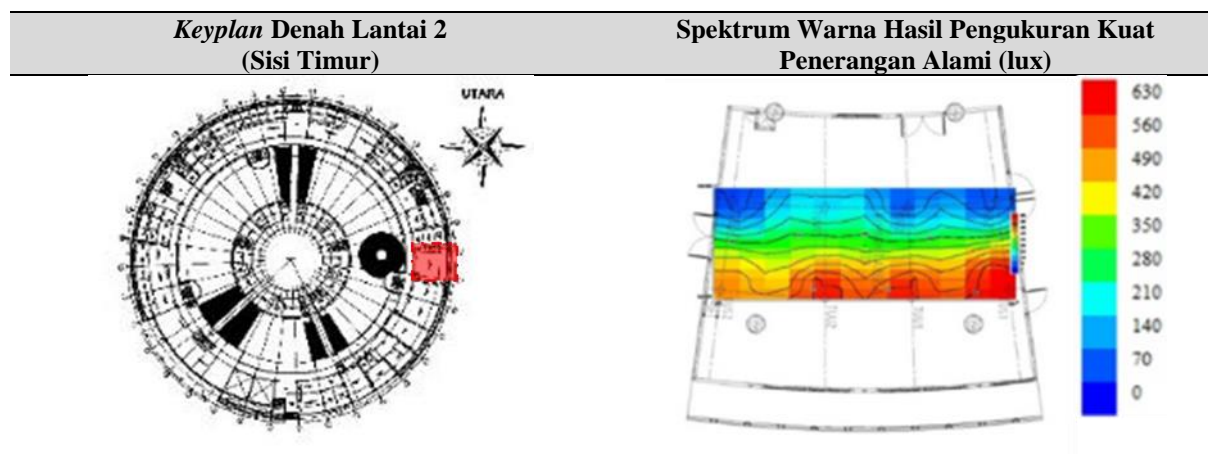 Keyplan Denah Lantai 2
(Sisi Timur)
Spektrum Warna Hasil Pengukuran Kuat
Penerangan Alami (lux)
UTARA
630
560
490
420
350
280
210
140
70
0